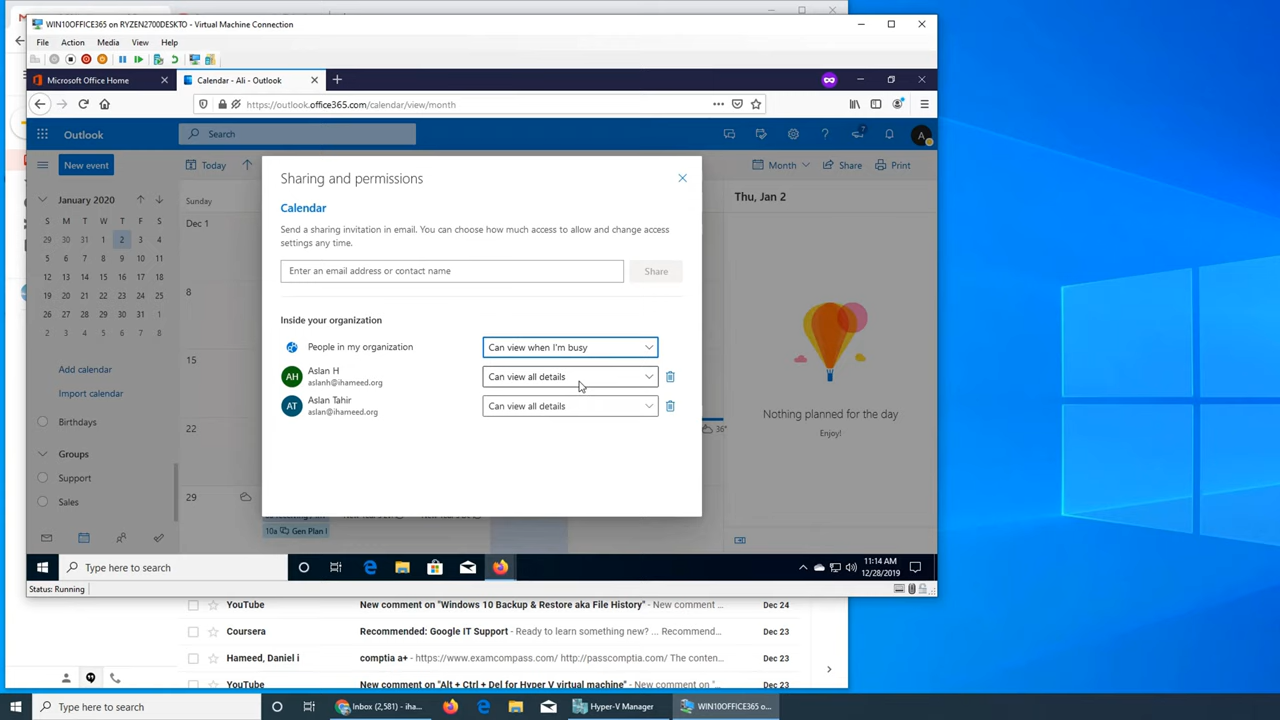 WIN10OFFICE365 on RYZEN2700DESKTO - Virtual Machine Connection
File Action Media View Help
Microsoft Office Home
Calendar - Ali - Outlook
https://outlook.office365.com/calendar/view/month
Outlook
Search
A
New event
Today
Month
Share
Print
January 2020
S M T W T F S
29 30 31 1 2 3 4
5 6 7 8 9 10 11
12 13 14 15 16 17 18
19 20 21 22 23 24 25
26 27 28 29 30 31 1
2 3 4 5 6 7 8
Add calendar
Import calendar
Birthdays
Groups
Support
Sales
Sunday
Dec 1
8
15
22
29
36°
10a Gen Plan I
Sharing and permissions
Calendar
Send a sharing invitation in email. You can choose how much access to allow and change access
settings any time.
Enter an email address or contact name
Share
Inside your organization
People in my organization
Can view when I'm busy
AH
Aslan H
aslanh@ihameed.org
Can view all details
AT
Aslan Tahir
aslan@ihameed.org
Can view all details
Thu, Jan 2
Nothing planned for the day
Enjoy!
Type here to search
11:14 AM
12/28/2019
Status: Running
YouTube New comment on "Windows 10 Backup & Restore aka File History" - New comment ... Dec 24
Coursera Recommended: Google IT Support - Ready to learn something new? ... Recommend... Dec 23
Hameed, Daniel i comptia a+ - https://www.examcompass.com/ http://passcomptia.com/ The conten... Dec 23
YouTube New comment on "Alt + Ctrl + Del for Hyper V virtual machine" - New comment ... Dec 23
Type here to search
Inbox (2,581) - iha...
Hyper-V Manager
WIN10OFFICE365 o...